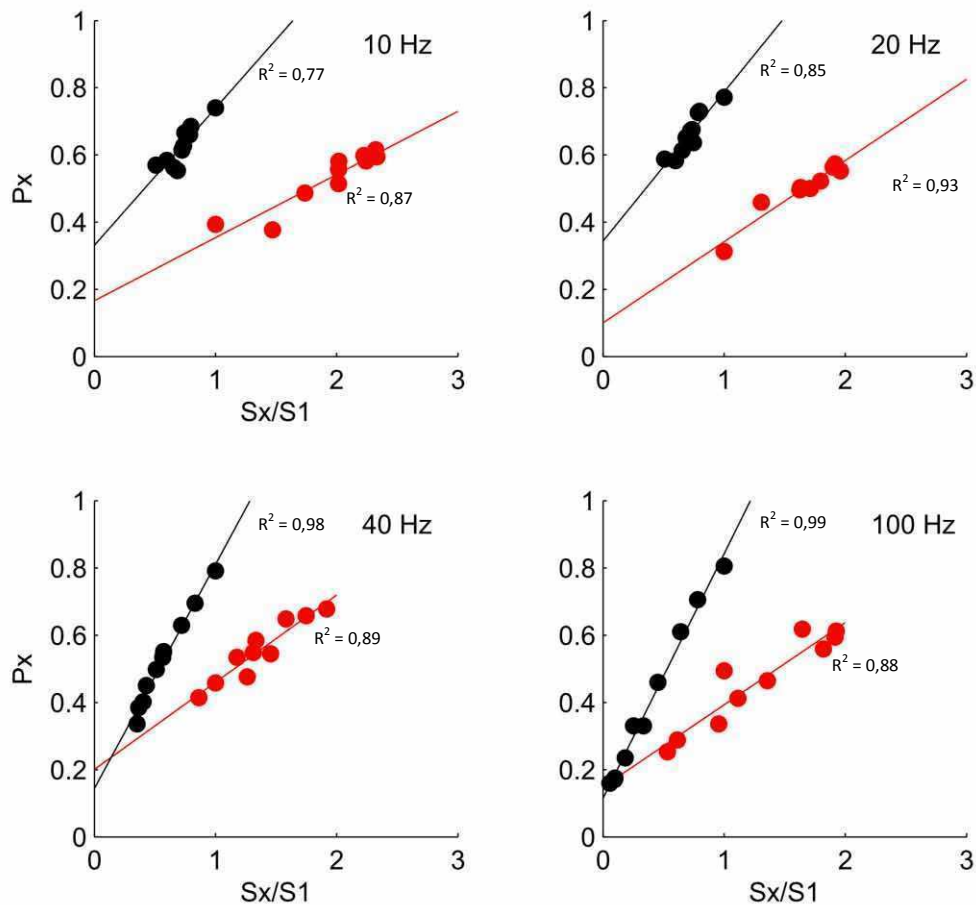 1
10 Hz
R² = 0,77
0.8
0.6
Px
R² = 0,87
0.4
0.2
0
0 1 2 3
Sx/S1
1
20 Hz
R² = 0,85
0.8
0.6
R² = 0,93
0.4
0.2
0
0 1 2 3
1
40 Hz
R² = 0,98
0.8
0.6
Px
R² = 0,89
0.4
0.2
0
0 1 2 3
Sx/S1
1
100 Hz
R² = 0,99
0.8
0.6
R² = 0,88
0.4
0.2
0
0 1 2 3
Sx/S1